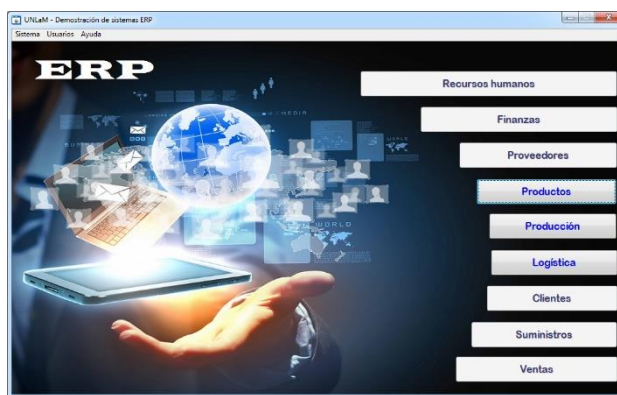 UNLaM - Demostración de sistemas ERP
Sistema Usuarios Ayuda
ERP
Recursos humanos
Finanzas
Proveedores
Productos
Producción
Logística
Clientes
Suministros
Ventas